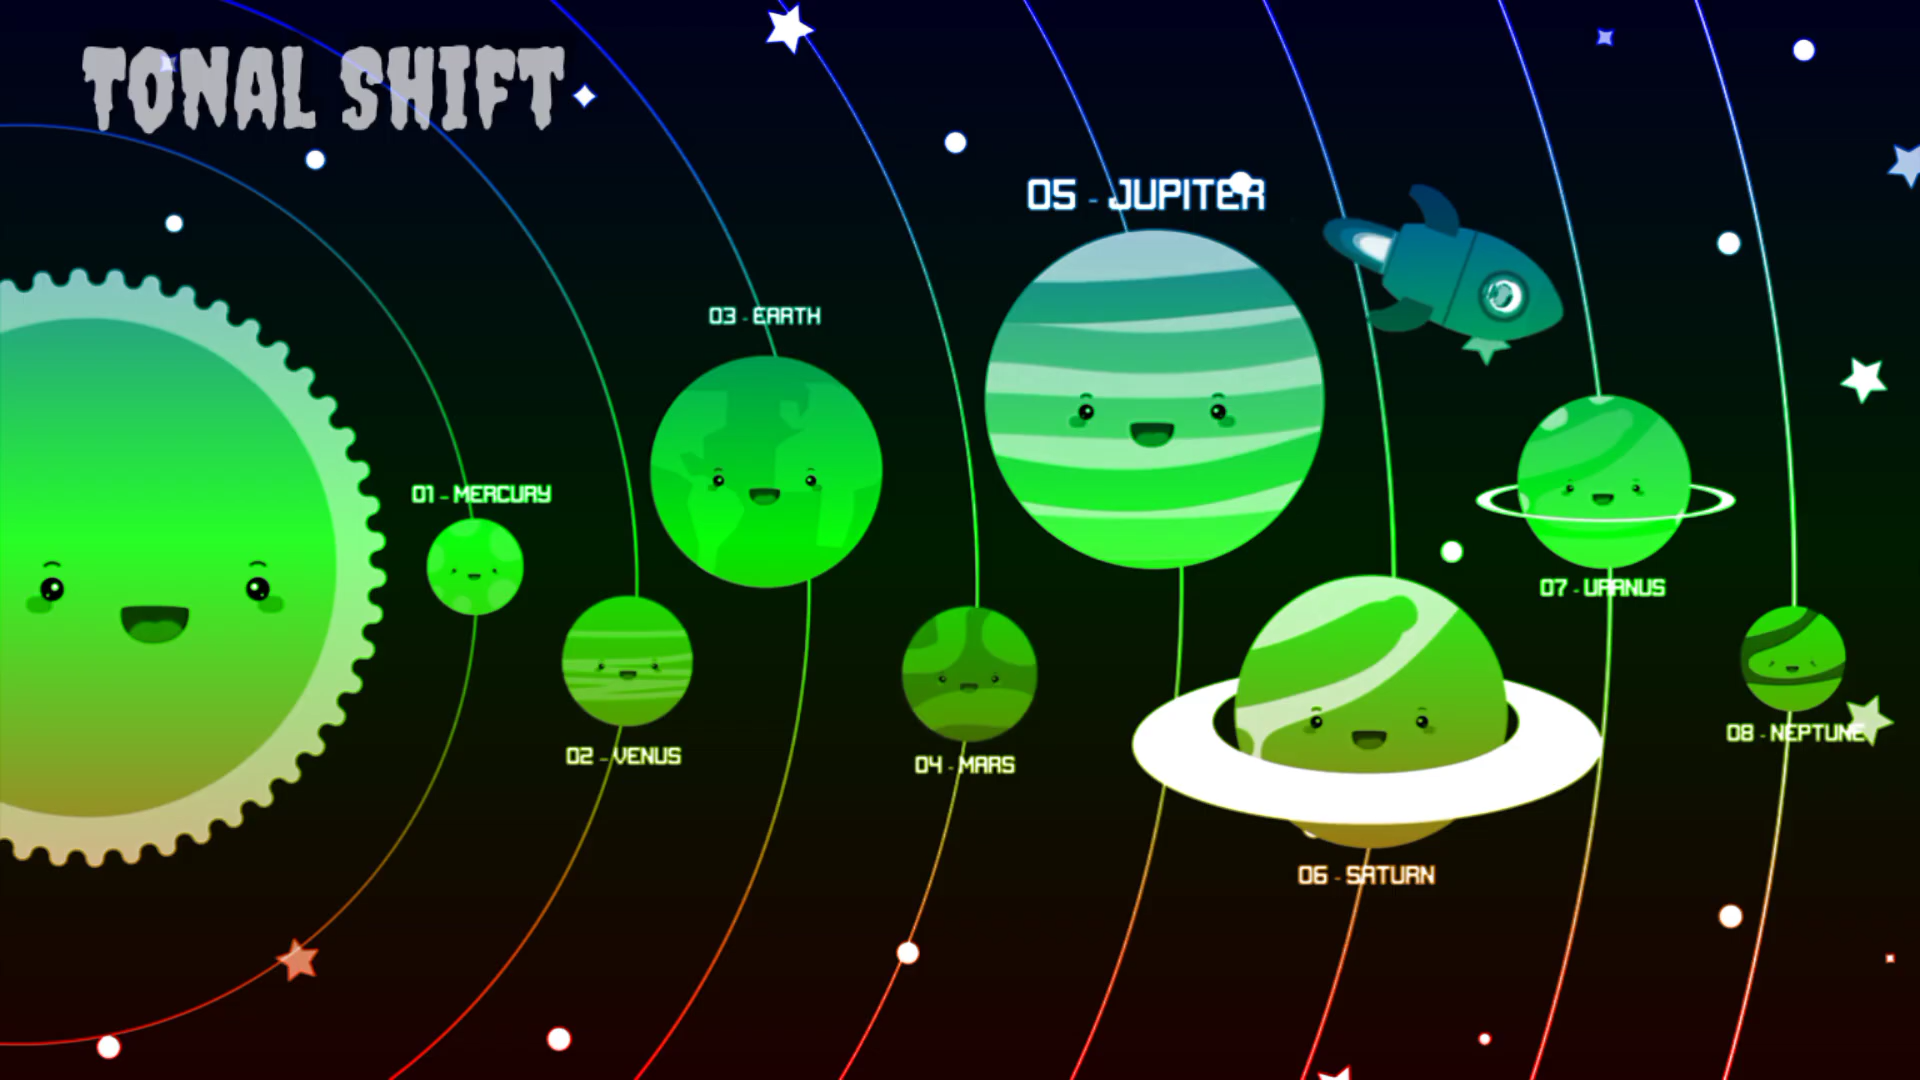 TONAL SHIFT
05 - JUPITER
03 - EARTH
01 - MERCURY
07 - URANUS
02 - VENUS
04 - MARS
08 - NEPTUNE
06 - SATURN